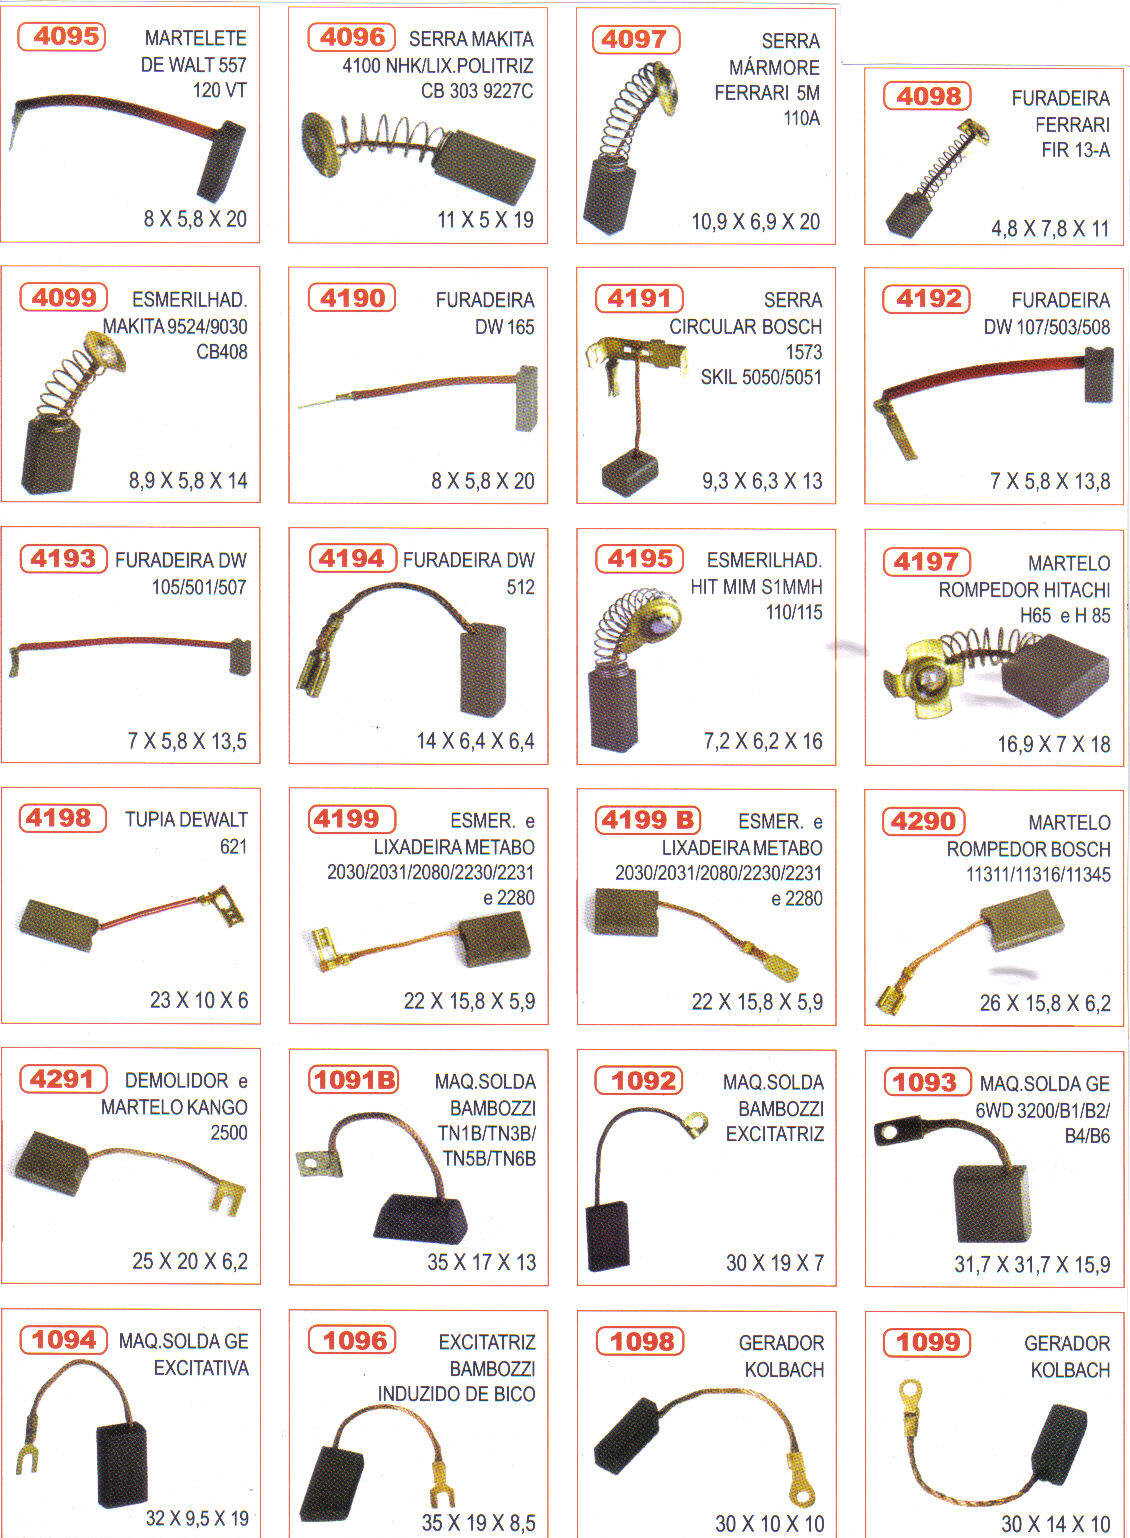 4095 MARTELETE
DE WALT 557
120 VT
8 X 5,8 X 20
4096 SERRA MAKITA
4100 NHK/LIX.POLITRIZ
CB 303 9227C
11 X 5 X 19
4097 SERRA
MÁRMORE
FERRARI 5M
110A
10,9 X 6,9 X 20
4098 FURADEIRA
FERRARI
FIR 13-A
4,8 X 7,8 X 11
4099 ESMERILHAD.
MAKITA 9524/9030
CB408
8,9 X 5,8 X 14
4190 FURADEIRA
DW 165
8 X 5,8 X 20
4191 SERRA
CIRCULAR BOSCH
1573
SKIL 5050/5051
9,3 X 6,3 X 13
4192 FURADEIRA
DW 107/503/508
7 X 5,8 X 13,8
4193 FURADEIRA DW
105/501/507
7 X 5,8 X 13,5
4194 FURADEIRA DW
512
14 X 6,4 X 6,4
4195 ESMERILHAD.
HIT MIM S1MMH
110/115
7,2 X 6,2 X 16
4197 MARTELO
ROMPEDOR HITACHI
H65 e H 85
16,9 X 7 X 18
4198 TUPIA DEWALT
621
23 X 10 X 6
4199 ESMER. e
LIXADEIRA METABO
2030/2031/2080/2230/2231
e 2280
22 X 15,8 X 5,9
4199 B ESMER. e
LIXADEIRA METABO
2030/2031/2080/2230/2231
e 2280
22 X 15,8 X 5,9
4290 MARTELO
ROMPEDOR BOSCH
11311/11316/11345
26 X 15,8 X 6,2
4291 DEMOLIDOR e
MARTELO KANGO
2500
25 X 20 X 6,2
1091B MAQ.SOLDA
BAMBOZZI
TN1B/TN3B/
TN5B/TN6B
35 X 17 X 13
1092 MAQ.SOLDA
BAMBOZZI
EXCITATRIZ
30 X 19 X 7
1093 MAQ.SOLDA GE
6WD 3200/B1/B2/
B4/B6
31,7 X 31,7 X 15,9
1094 MAQ.SOLDA GE
EXCITATIVA
32 X 9,5 X 19
1096 EXCITATRIZ
BAMBOZZI
INDUZIDO DE BICO
35 X 19 X 8,5
1098 GERADOR
KOLBACH
30 X 10 X 10
1099 GERADOR
KOLBACH
30 X 14 X 10